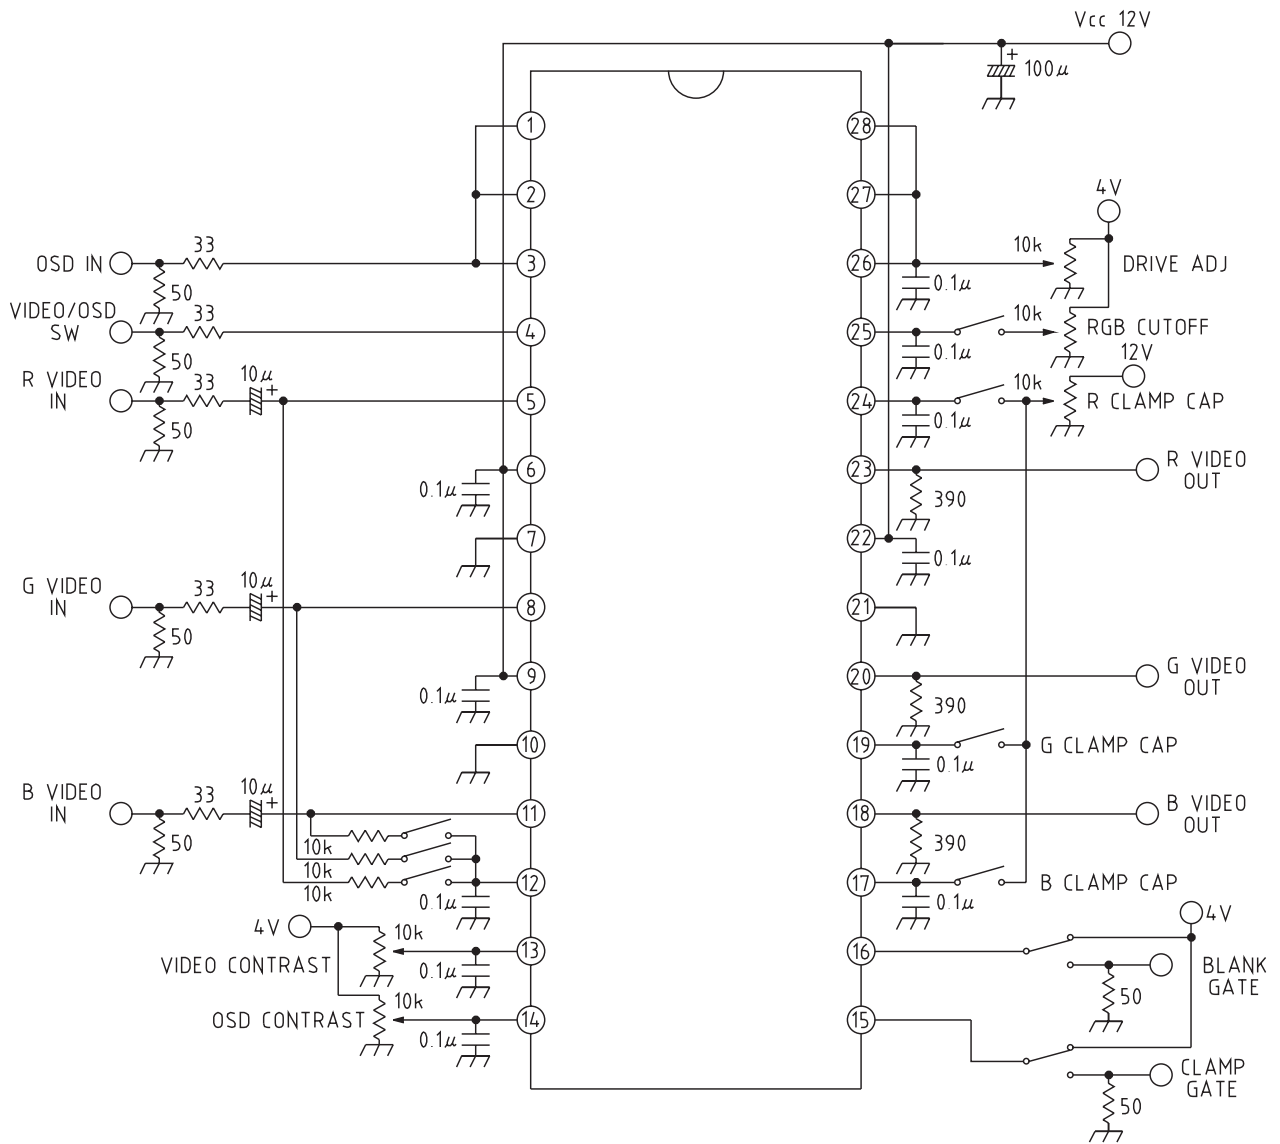 Vcc 12V
+
100μ
1
28
2
27
4V
33
10k
OSD IN
3
26
DRIVE ADJ
50
0.1μ
VIDEO/OSD
SW
33
4
25
10k
RGB CUTOFF
50
0.1μ
12V
R VIDEO
IN
33
10μ
+
5
24
10k
R CLAMP CAP
50
0.1μ
6
23
R VIDEO
OUT
0.1μ
390
7
22
0.1μ
G VIDEO
IN
33
10μ
+
8
21
50
9
20
G VIDEO
OUT
0.1μ
390
10
19
G CLAMP CAP
0.1μ
B VIDEO
IN
33
10μ
+
11
18
B VIDEO
OUT
50
10k
390
10k
10k
12
17
B CLAMP CAP
0.1μ
0.1μ
4V
10k
4V
VIDEO CONTRAST
13
16
0.1μ
BLANK
GATE
10k
50
OSD CONTRAST
14
15
0.1μ
CLAMP
GATE
50